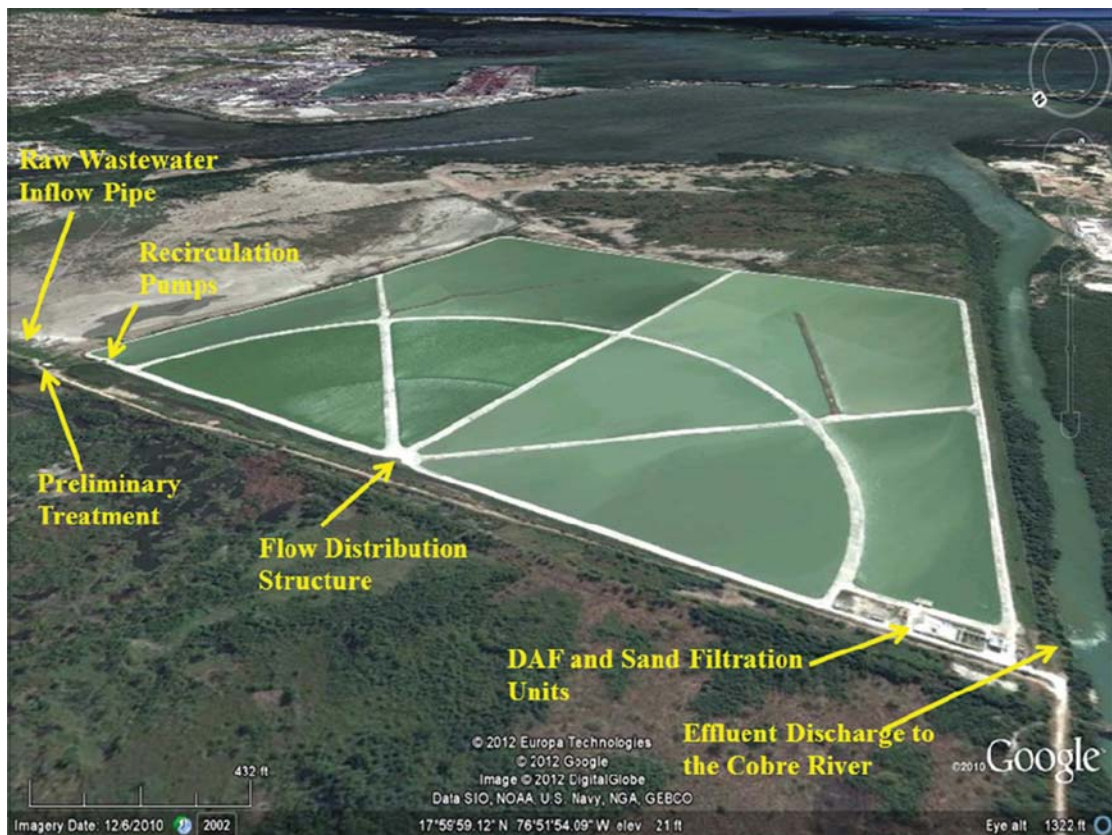 Raw Wastewater
Inflow Pipe
Recirculation
Pumps
Preliminary
Treatment
Flow Distribution
Structure
DAF and Sand Filtration
Units
Effluent Discharge to
the Cobre River
© 2012 Europa Technologies
© 2012 Google
Image © 2012 DigitalGlobe
Data SIO, NOAA, U.S. Navy, NGA, GEBCO
©2010 Google
432 ft
Imagery Date: 12/6/2010
2002
17°59'59.12" N 76°51'54.09" W elev 21 ft
Eye alt 1322 ft